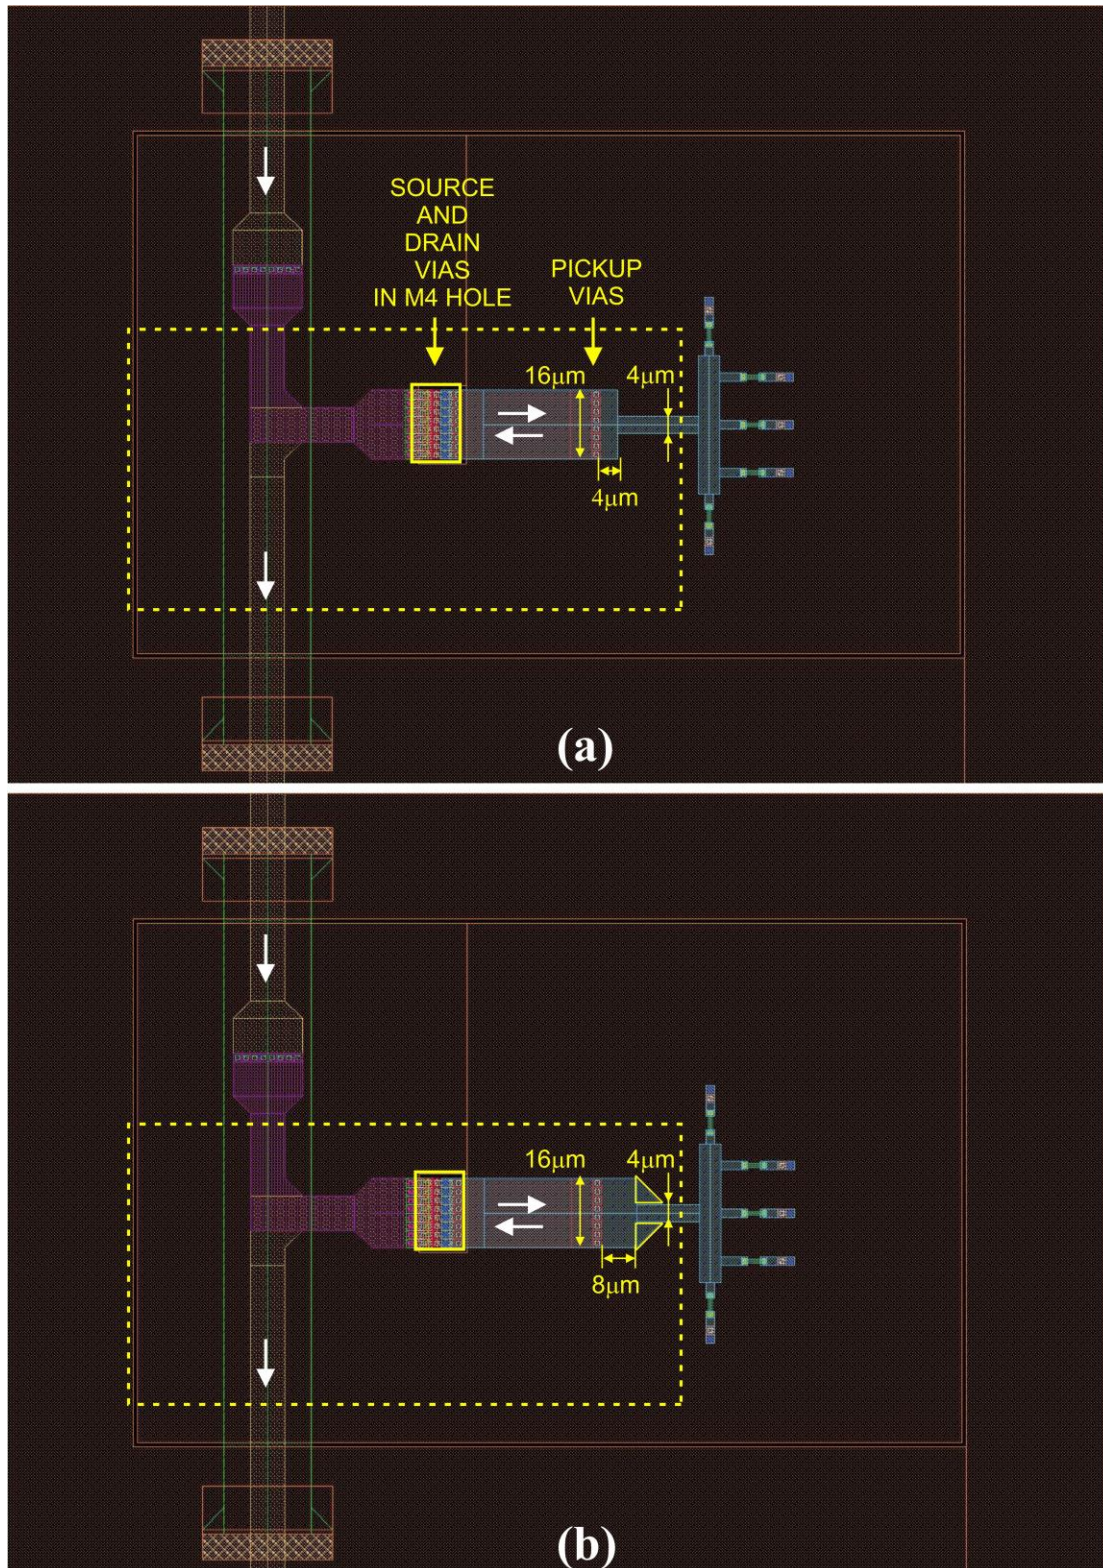 SOURCE
AND
DRAIN
VIAS
IN M4 HOLE
PICKUP
VIAS
16μm
4μm
4μm
(a)
16μm
4μm
8μm
(b)